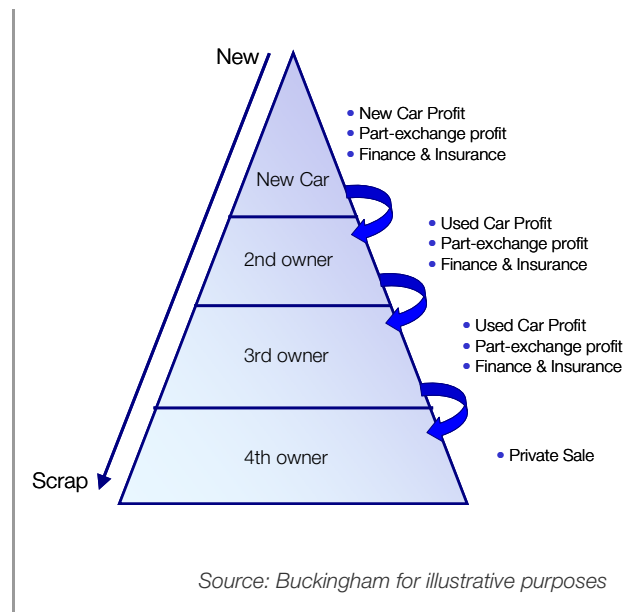 New
• New Car Profit
• Part-exchange profit
• Finance & Insurance
New Car
• Used Car Profit
• Part-exchange profit
• Finance & Insurance
2nd owner
• Used Car Profit
• Part-exchange profit
• Finance & Insurance
3rd owner
4th owner
• Private Sale
Scrap
Source: Buckingham for illustrative purposes